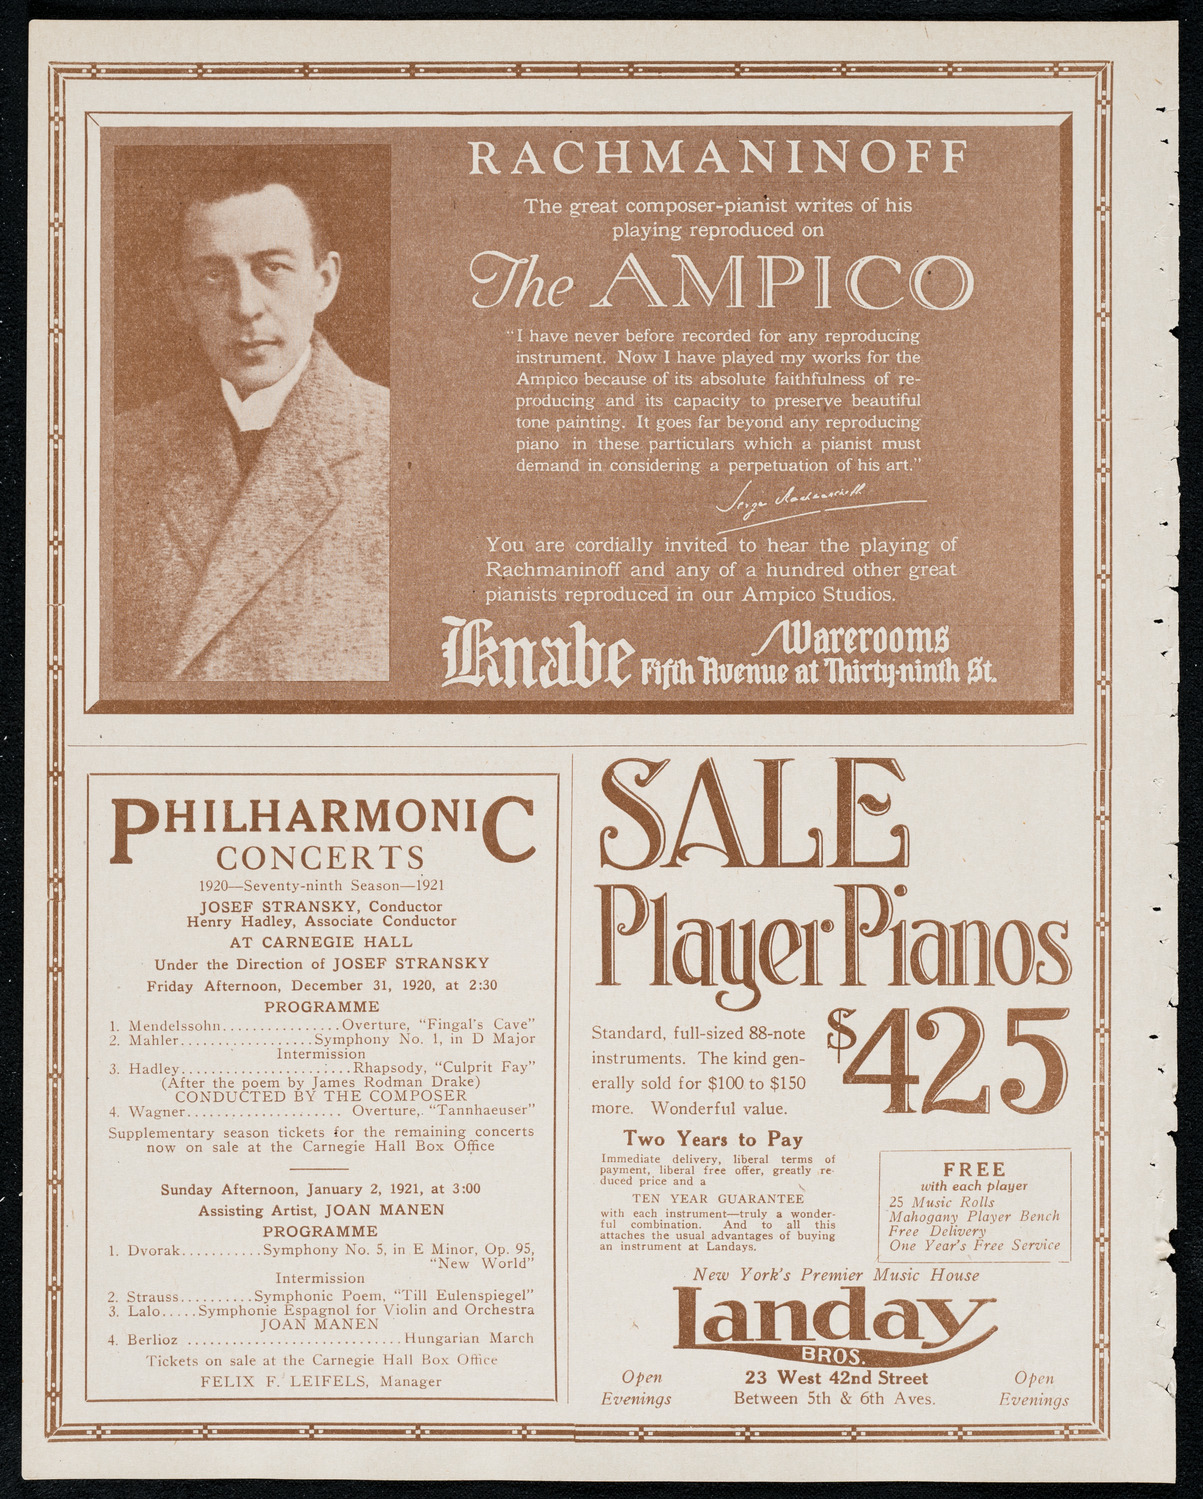 RACHMANINOFF
The great composer-pianist writes of his
playing reproduced on
The AMPICO
"I have never before recorded for any reproducing
instrument. Now I have played my works for the
Ampico because of its absolute faithfulness of re-
producing and its capacity to preserve beautiful
tone painting. It goes far beyond any reproducing
piano in these particulars which a pianist must
demand in considering a perpetuation of his art."
Serge Rachmaninoff
You are cordially invited to hear the playing of
Rachmaninoff and any of a hundred other great
pianists reproduced in our Ampico Studios.
Knabe Warerooms
Fifth Avenue at Thirty-ninth St.
PHILHARMONIC
CONCERTS
1920—Seventy-ninth Season—1921
JOSEF STRANSKY, Conductor
Henry Hadley, Associate Conductor
AT CARNEGIE HALL
Under the Direction of JOSEF STRANSKY
Friday Afternoon, December 31, 1920, at 2:30
PROGRAMME
1. Mendelssohn................Overture, "Fingal's Cave"
2. Mahler..................Symphony No. 1, in D Major
Intermission
3. Hadley.......................Rhapsody, "Culprit Fay"
(After the poem by James Rodman Drake)
CONDUCTED BY THE COMPOSER
4. Wagner..................... Overture, "Tannhaeuser"
Supplementary season tickets for the remaining concerts
now on sale at the Carnegie Hall Box Office
Sunday Afternoon, January 2, 1921, at 3:00
Assisting Artist, JOAN MANEN
PROGRAMME
1. Dvorak...........Symphony No. 5, in E Minor, Op. 95,
"New World"
Intermission
2. Strauss..........Symphonic Poem, "Till Eulenspiegel"
3. Lalo.....Symphonie Espagnol for Violin and Orchestra
JOAN MANEN
4. Berlioz .............................Hungarian March
Tickets on sale at the Carnegie Hall Box Office
FELIX F. LEIFELS, Manager
SALE
Player Pianos
$425
Standard, full-sized 88-note
instruments. The kind gen-
erally sold for $100 to $150
more. Wonderful value.
Two Years to Pay
Immediate delivery, liberal terms of
payment, liberal free offer, greatly re-
duced price and a
TEN YEAR GUARANTEE
with each instrument—truly a wonder-
ful combination. And to all this
attaches the usual advantages of buying
an instrument at Landays.
FREE
with each player
25 Music Rolls
Mahogany Player Bench
Free Delivery
One Year's Free Service
New York's Premier Music House
Landay
BROS.
Open
Evenings
23 West 42nd Street
Between 5th & 6th Aves.
Open
Evenings